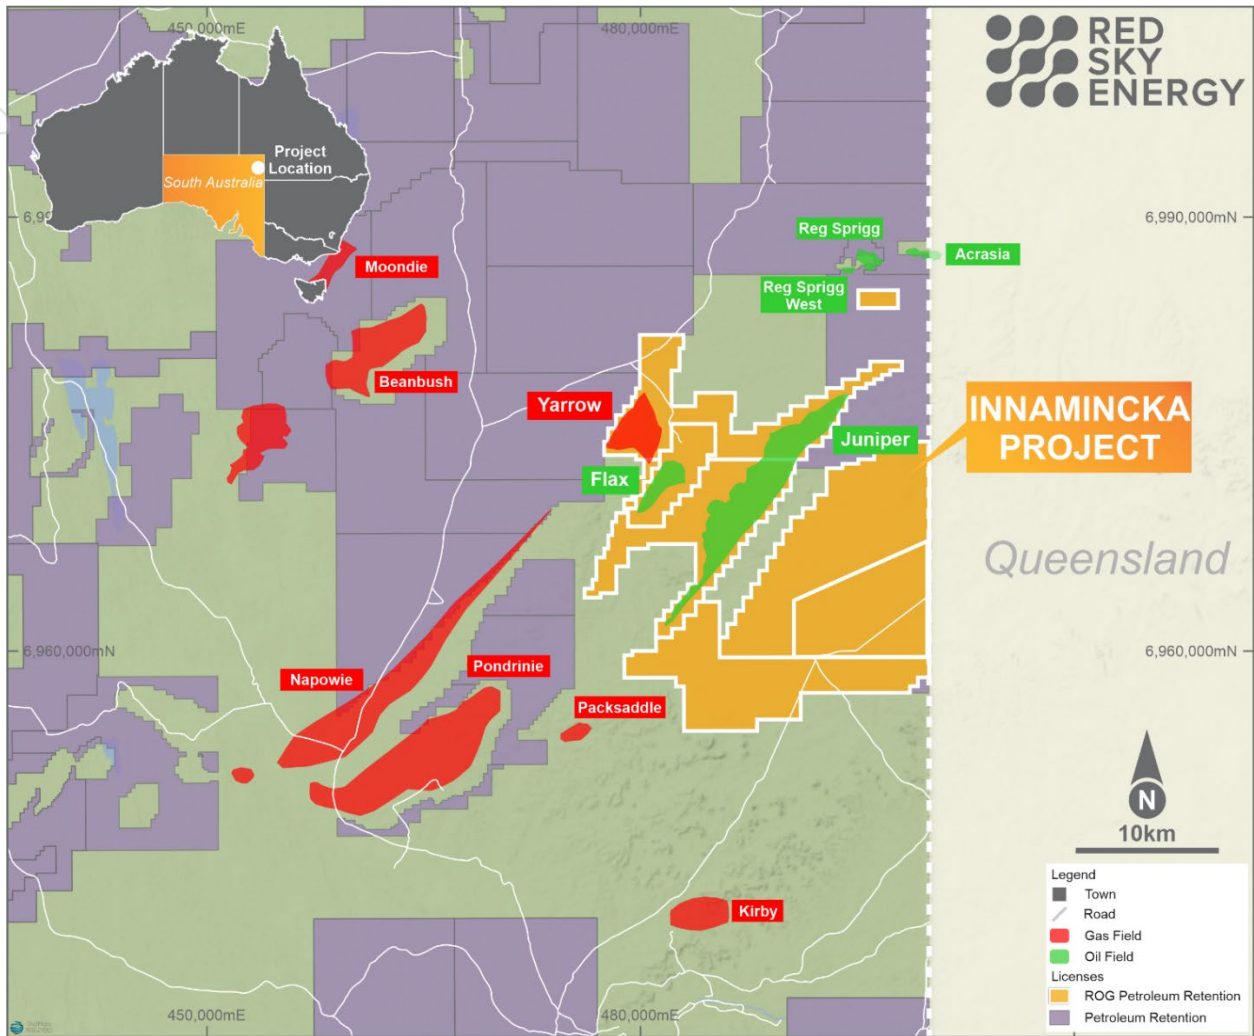 450,000mE
480,000mE
RED
SKY
ENERGY
Project
Location
South Australia
6,990,000mN
Reg Sprigg
Acrasia
Moondie
Reg Sprigg
West
Beanbush
Yarrow
INNAMINCKA
PROJECT
Juniper
Flax
Queensland
6,960,000mN
6,960,000mN
Pondrinie
Napowie
Packsaddle
N
10km
Legend
Town
Road
Gas Field
Oil Field
Licenses
ROG Petroleum Retention
Petroleum Retention
Kirby
450,000mE
480,000mE